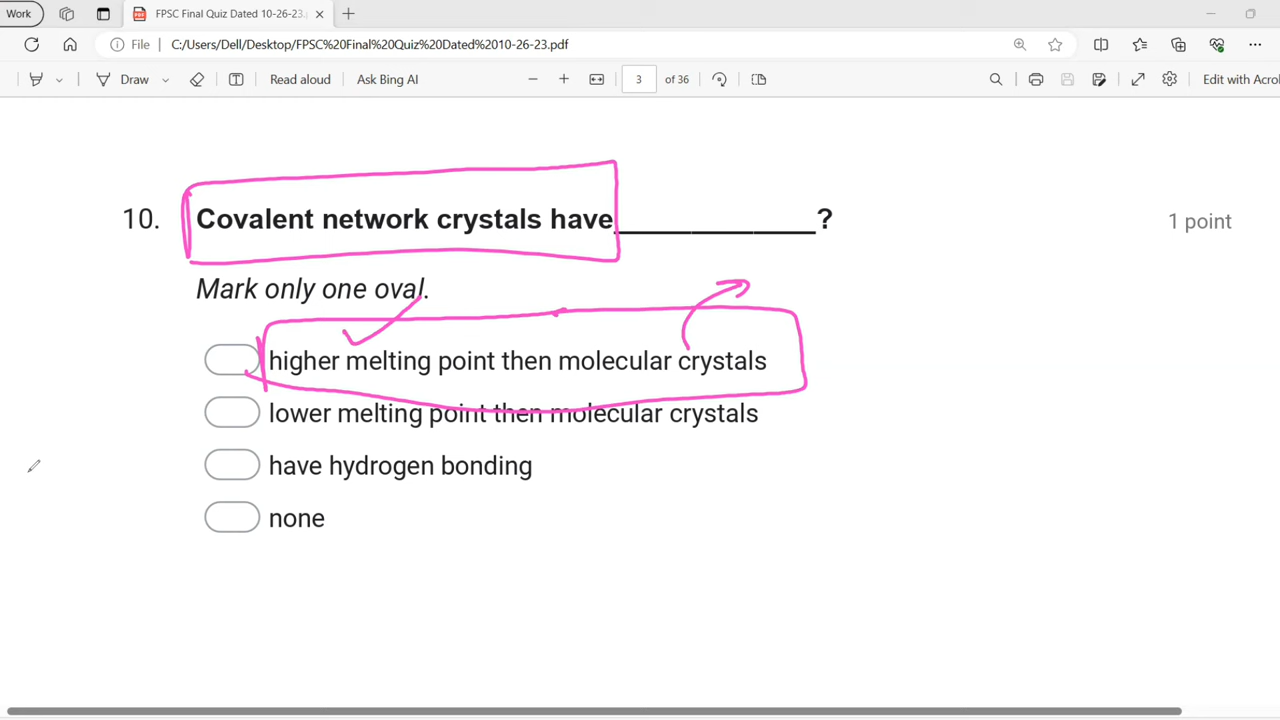 Work
FPSC Final Quiz Dated 10-26-23.
File C:/Users/Dell/Desktop/FPSC%20Final%20Quiz%20Dated%2010-26-23.pdf
Draw Read aloud Ask Bing AI 3 of 36 Edit with Acrol
10. Covalent network crystals have____________? 1 point
Mark only one oval.
higher melting point then molecular crystals
lower melting point then molecular crystals
have hydrogen bonding
none